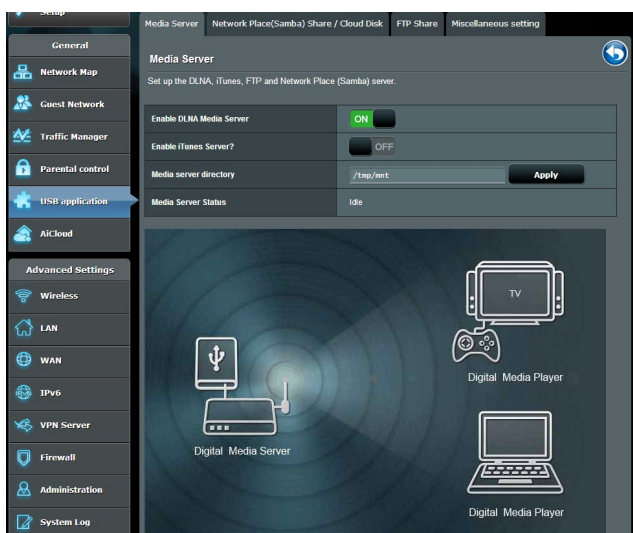 Setup
General
Network Map
Guest Network
Traffic Manager
Parental control
USB application
AiCloud
Advanced Settings
Wireless
LAN
WAN
IPv6
VPN Server
Firewall
Administration
System Log
Media Server
Network Place(Samba) Share / Cloud Disk
FTP Share
Miscellaneous setting
Media Server
Set up the DLNA, iTunes, FTP and Network Place (Samba) server.
Enable DLNA Media Server ON
Enable iTunes Server? OFF
Media server directory /tmp/mnt Apply
Media Server Status Idle
TV
Digital Media Player
Digital Media Server
Digital Media Player